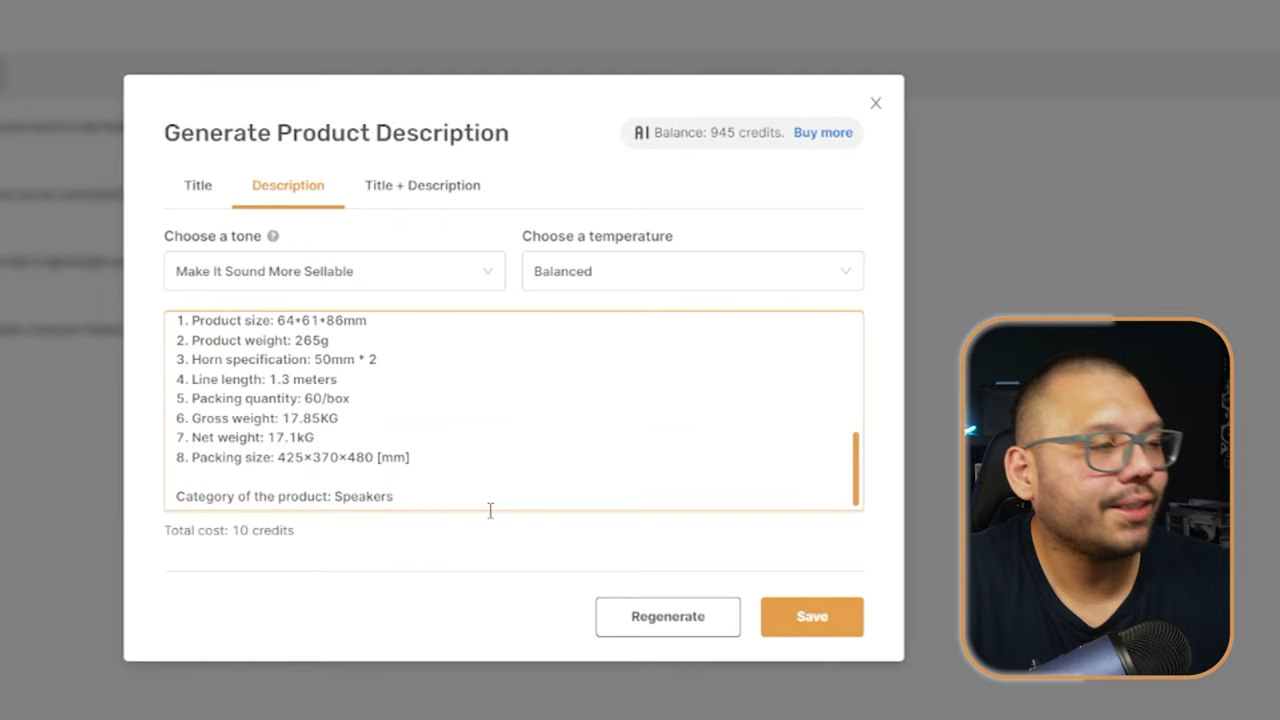 Generate Product Description
AI Balance: 945 credits. Buy more
Title Description Title + Description
Choose a tone Choose a temperature
Make It Sound More Sellable Balanced
1. Product size: 64*61*86mm
2. Product weight: 265g
3. Horn specification: 50mm * 2
4. Line length: 1.3 meters
5. Packing quantity: 60/box
6. Gross weight: 17.85KG
7. Net weight: 17.1kG
8. Packing size: 425×370×480 [mm]
Category of the product: Speakers
Total cost: 10 credits
Regenerate Save